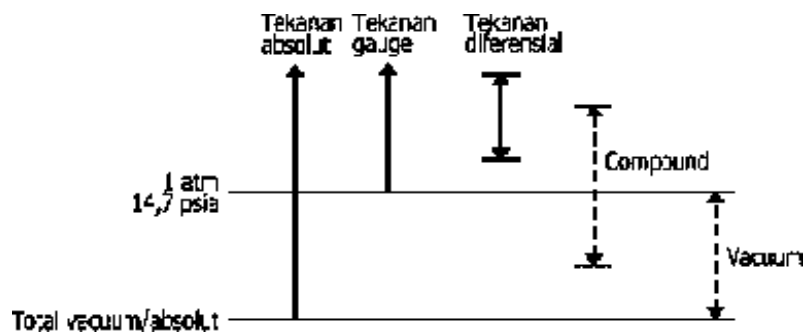 Tekanan
absolut
Tekanan
gauge
Tekanan
diferensial
Compound
1 atm
14,7 psia
Vacuum
Total vacuum/absolut